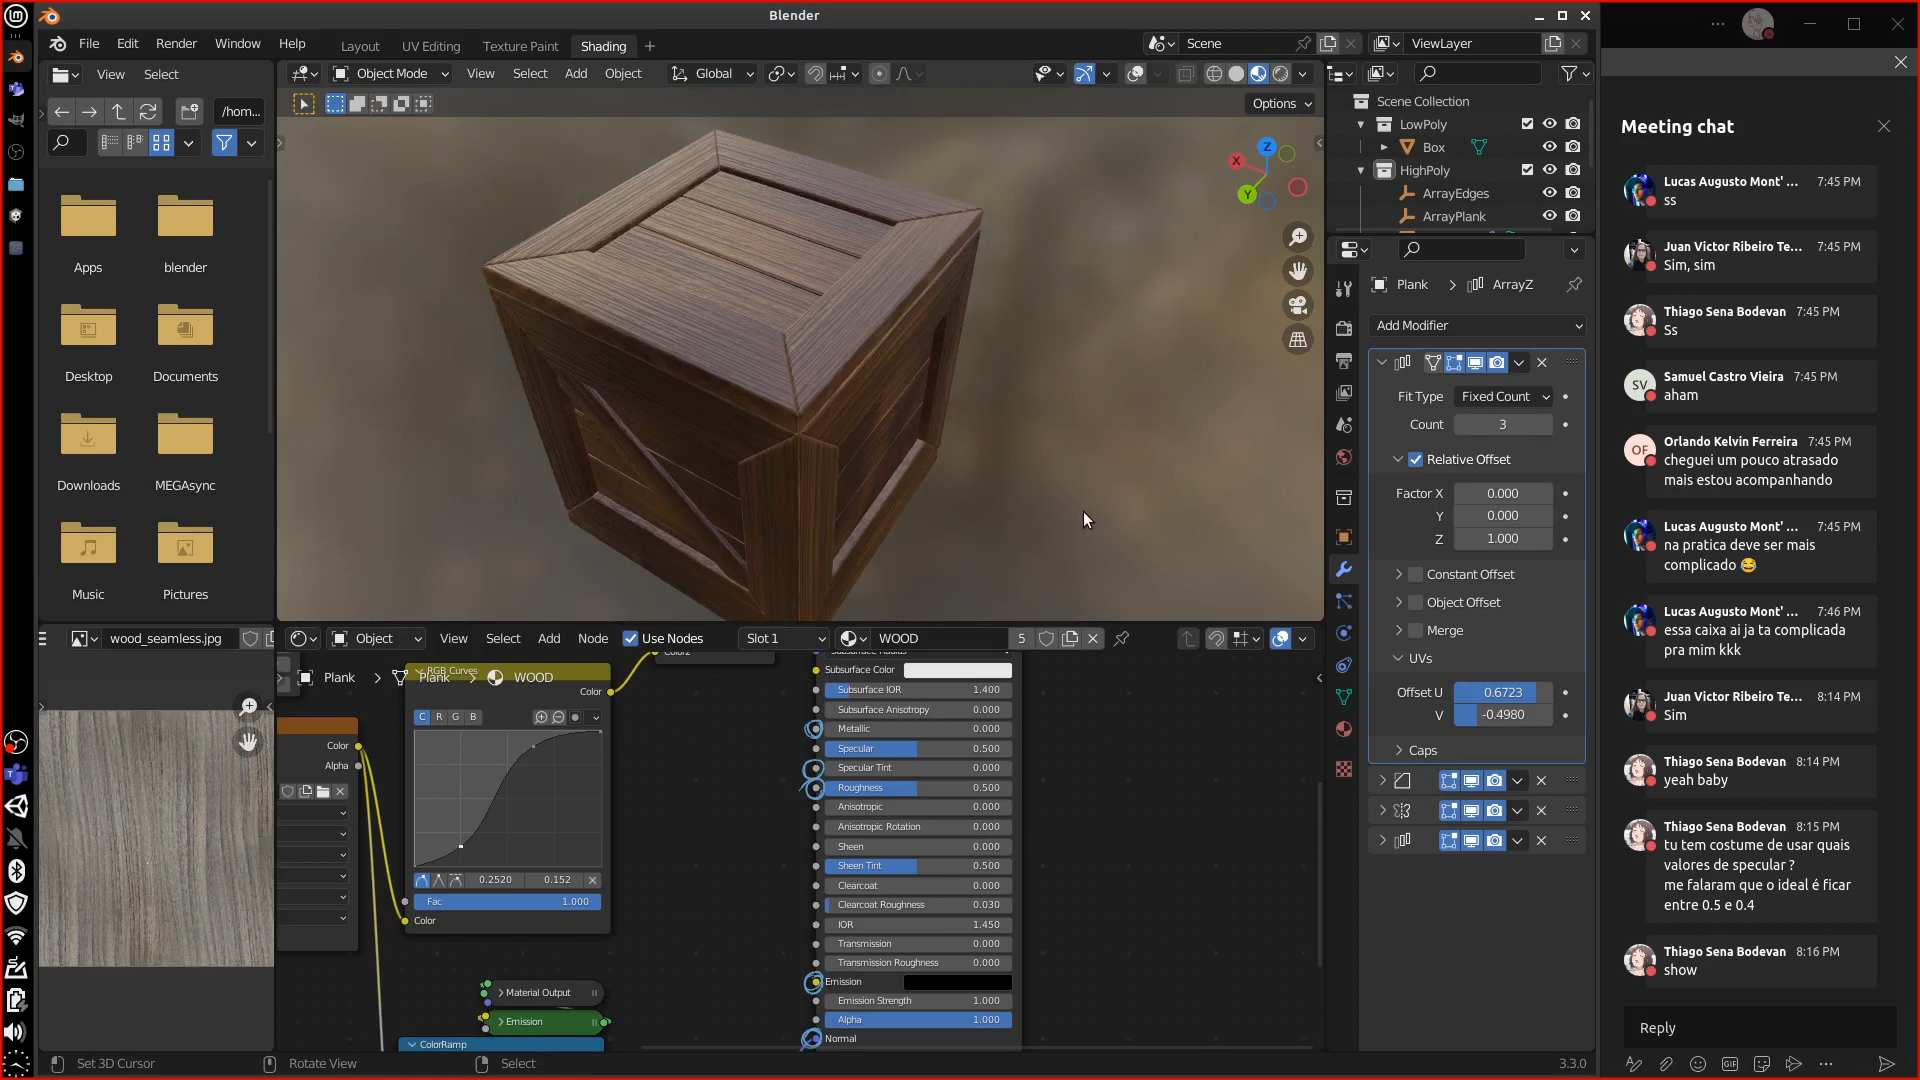 Blender
File Edit Render Window Help
Layout UV Editing Texture Paint Shading
Scene
ViewLayer
View Select
Object Mode
View Select Add Object
Global
/hom...
Options
Apps
blender
Desktop
Documents
Downloads
MEGAsync
Music
Pictures
X
Y
Z
Scene Collection
LowPoly
Box
HighPoly
ArrayEdges
ArrayPlank
Plank
ArrayZ
Add Modifier
Fit Type Fixed Count
Count 3
Relative Offset
Factor X 0.000
Y 0.000
Z 1.000
Constant Offset
Object Offset
Merge
UVs
Offset U 0.6723
V -0.4980
Caps
wood_seamless.jpg
Object
View Select Add Node Use Nodes
Slot 1
WOOD
5
RGB Curves
Plank
Plank
WOOD
Color
Color
Alpha
C R G B
0.2520 0.152
Fac 1.000
Color
Material Output
Emission
ColorRamp
Color2
Subsurface Radius
Subsurface Color
Subsurface IOR 1.400
Subsurface Anisotropy 0.000
Metallic 0.000
Specular 0.500
Specular Tint 0.000
Roughness 0.500
Anisotropic 0.000
Anisotropic Rotation 0.000
Sheen 0.000
Sheen Tint 0.500
Clearcoat 0.000
Clearcoat Roughness 0.030
IOR 1.450
Transmission 0.000
Transmission Roughness 0.000
Emission
Emission Strength 1.000
Alpha 1.000
Normal
Set 3D Cursor
Rotate View
Select
3.3.0
Meeting chat
Lucas Augusto Mont' ... 7:45 PM
ss
Juan Victor Ribeiro Te... 7:45 PM
Sim, sim
Thiago Sena Bodevan 7:45 PM
Ss
SV
Samuel Castro Vieira 7:45 PM
aham
OF
Orlando Kelvin Ferreira 7:45 PM
cheguei um pouco atrasado
mais estou acompanhando
Lucas Augusto Mont' ... 7:45 PM
na pratica deve ser mais
complicado 😂
Lucas Augusto Mont' ... 7:46 PM
essa caixa ai ja ta complicada
pra mim kkk
Juan Victor Ribeiro Te... 8:14 PM
Sim
Thiago Sena Bodevan 8:14 PM
yeah baby
Thiago Sena Bodevan 8:15 PM
tu tem costume de usar quais
valores de specular ?
me falaram que o ideal é ficar
entre 0.5 e 0.4
Thiago Sena Bodevan 8:16 PM
show
Reply
GIF